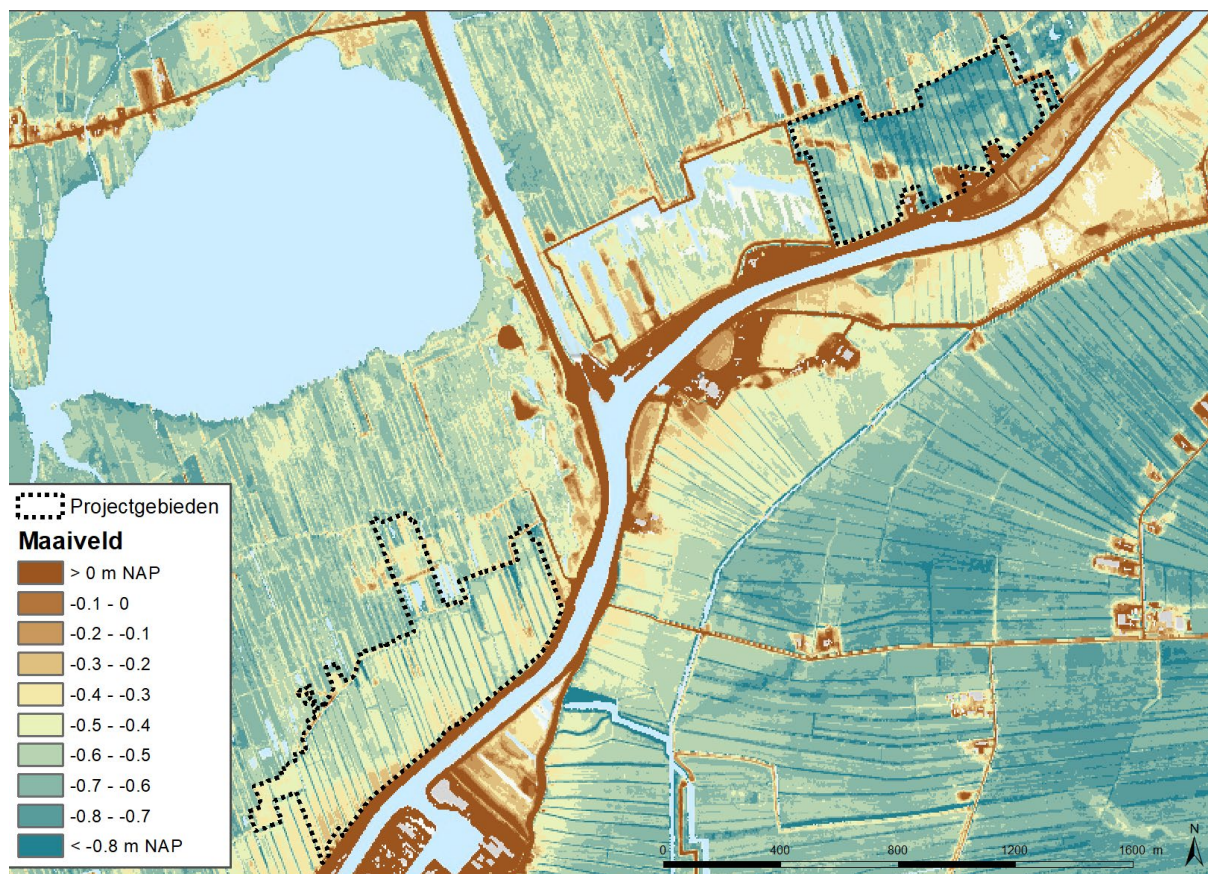 Projectgebieden
Maaiveld
> 0 m NAP
-0.1 - 0
-0.2 - -0.1
-0.3 - -0.2
-0.4 - -0.3
-0.5 - -0.4
-0.6 - -0.5
-0.7 - -0.6
-0.8 - -0.7
< -0.8 m NAP
N
0 400 800 1200 1600 m